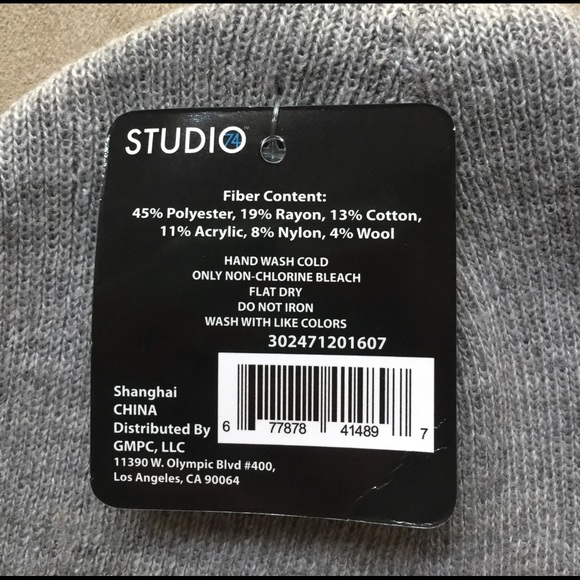 STUDIO 74™
Fiber Content:
45% Polyester, 19% Rayon, 13% Cotton,
11% Acrylic, 8% Nylon, 4% Wool
HAND WASH COLD
ONLY NON-CHLORINE BLEACH
FLAT DRY
DO NOT IRON
WASH WITH LIKE COLORS
302471201607
6 77878 41489 7
Shanghai
CHINA
Distributed By
GMPC, LLC
11390 W. Olympic Blvd #400,
Los Angeles, CA 90064